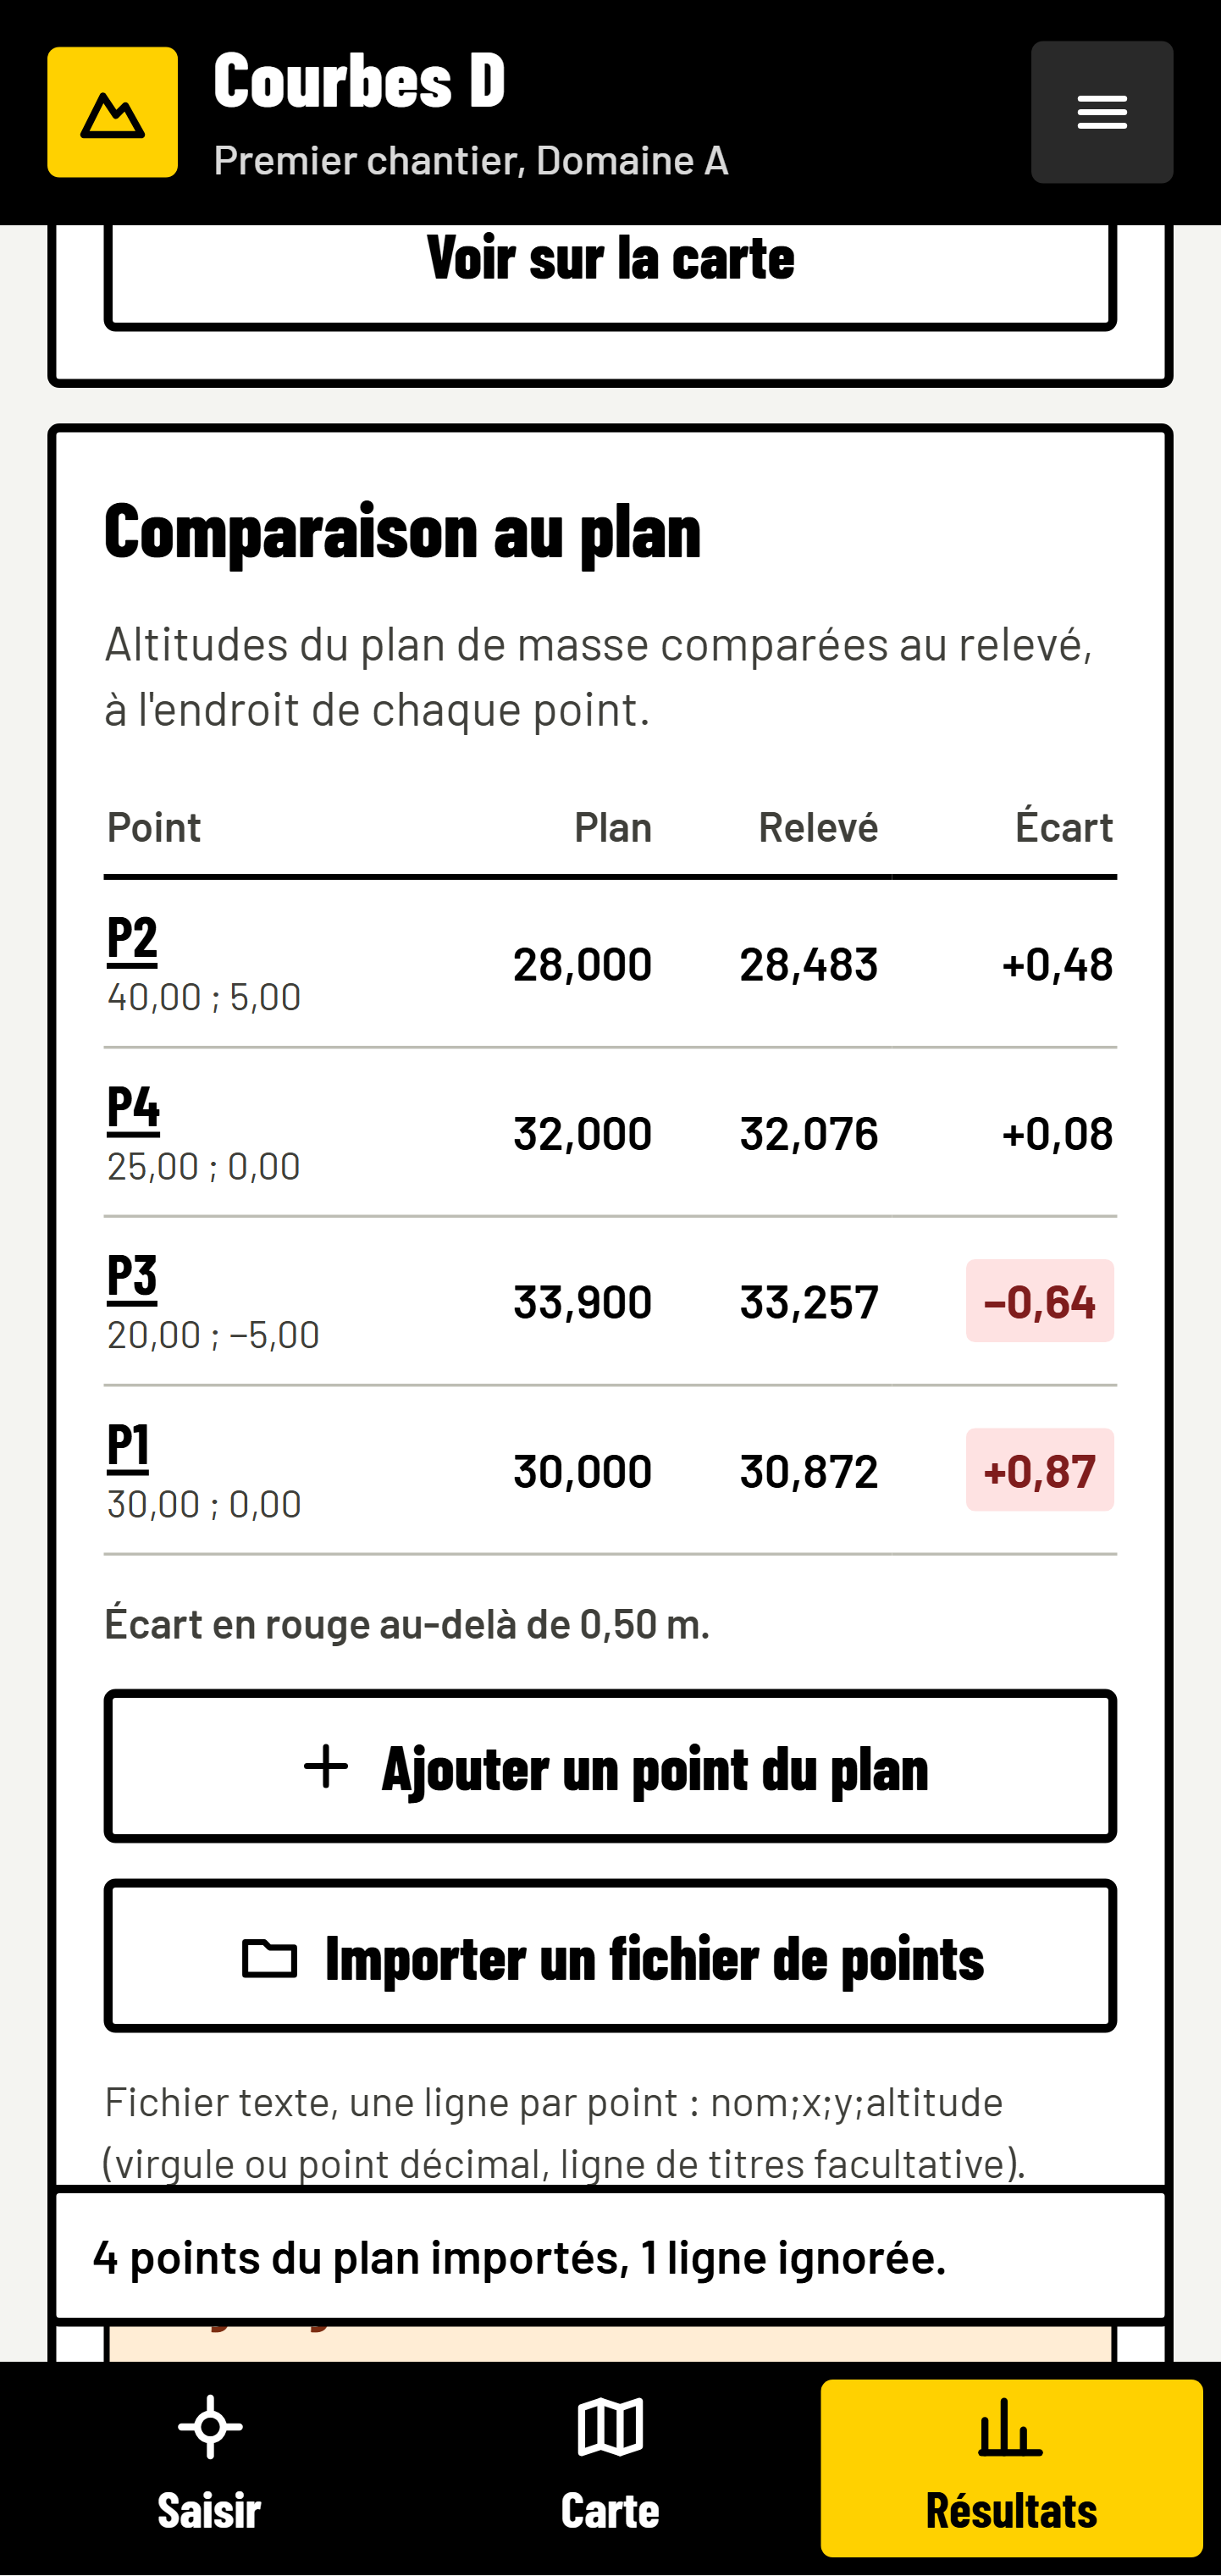 Courbes D
Premier chantier, Domaine A
Voir sur la carte
Comparaison au plan
Altitudes du plan de masse comparées au relevé,
à l'endroit de chaque point.
Point Plan Relevé Écart
P2 28,000 28,483 +0,48
40,00 ; 5,00
P4 32,000 32,076 +0,08
25,00 ; 0,00
P3 33,900 33,257 −0,64
20,00 ; −5,00
P1 30,000 30,872 +0,87
30,00 ; 0,00
Écart en rouge au-delà de 0,50 m.
Ajouter un point du plan
Importer un fichier de points
Fichier texte, une ligne par point : nom;x;y;altitude
(virgule ou point décimal, ligne de titres facultative).
4 points du plan importés, 1 ligne ignorée.
Saisir Carte Résultats